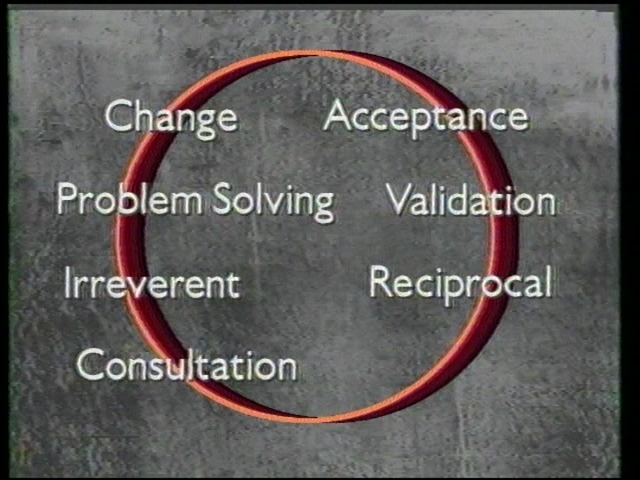 Change Acceptance
Problem Solving Validation
Irreverent Reciprocal
Consultation